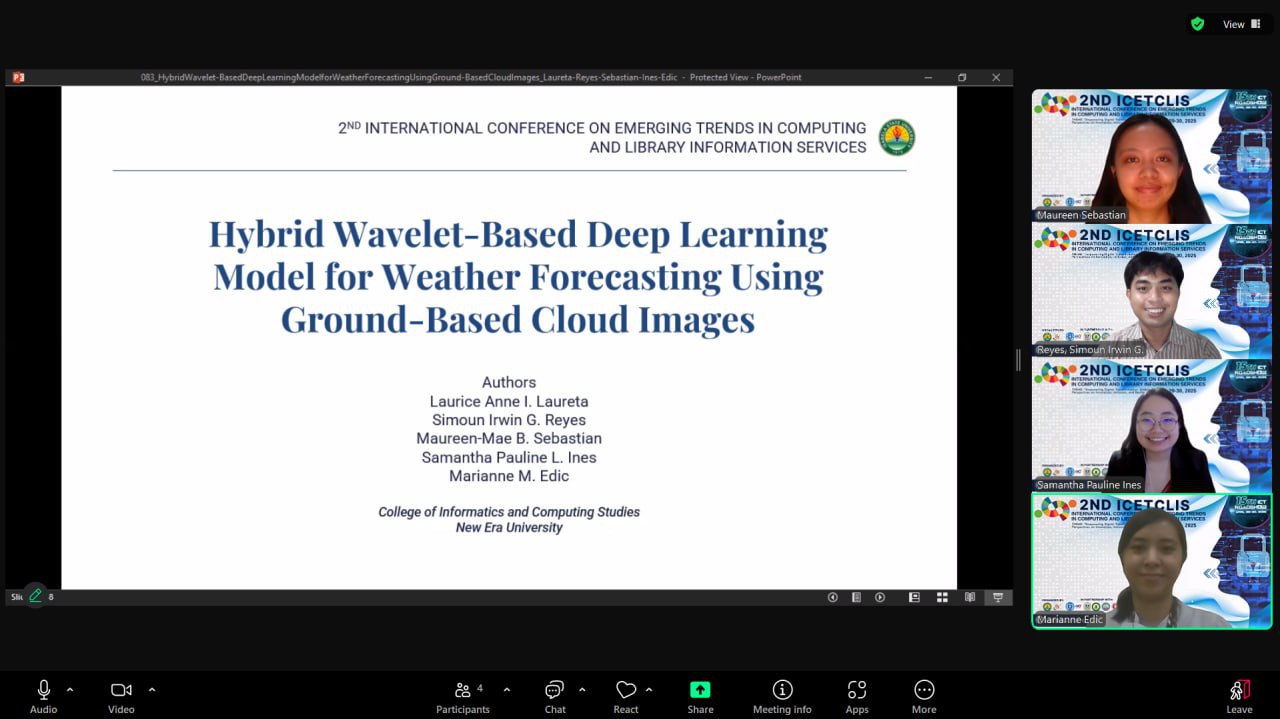 View
083_HybridWavelet-BasedDeepLearningModelforWeatherForecastingUsingGround-BasedCloudImages_Laureta-Reyes-Sebastian-Ines-Edic - Protected View - PowerPoint
2ND INTERNATIONAL CONFERENCE ON EMERGING TRENDS IN COMPUTING
AND LIBRARY INFORMATION SERVICES
Hybrid Wavelet-Based Deep Learning
Model for Weather Forecasting Using
Ground-Based Cloud Images
Authors
Laurice Anne I. Laureta
Simoun Irwin G. Reyes
Maureen-Mae B. Sebastian
Samantha Pauline L. Ines
Marianne M. Edic
College of Informatics and Computing Studies
New Era University
Slic
8
2ND ICETCLIS
INTERNATIONAL CONFERENCE ON EMERGING TRENDS
IN COMPUTING AND LIBRARY INFORMATION SERVICES
Maureen Sebastian
2ND ICETCLIS
INTERNATIONAL CONFERENCE ON EMERGING TRENDS
IN COMPUTING AND LIBRARY INFORMATION SERVICES
Reyes, Simoun Irwin G.
2ND ICETCLIS
INTERNATIONAL CONFERENCE ON EMERGING TRENDS
IN COMPUTING AND LIBRARY INFORMATION SERVICES
Samantha Pauline Ines
2ND ICETCLIS
INTERNATIONAL CONFERENCE ON EMERGING TRENDS
IN COMPUTING AND LIBRARY INFORMATION SERVICES
Marianne Edic
Audio
Video
Participants
4
Chat
React
Share
Meeting info
Apps
More
Leave